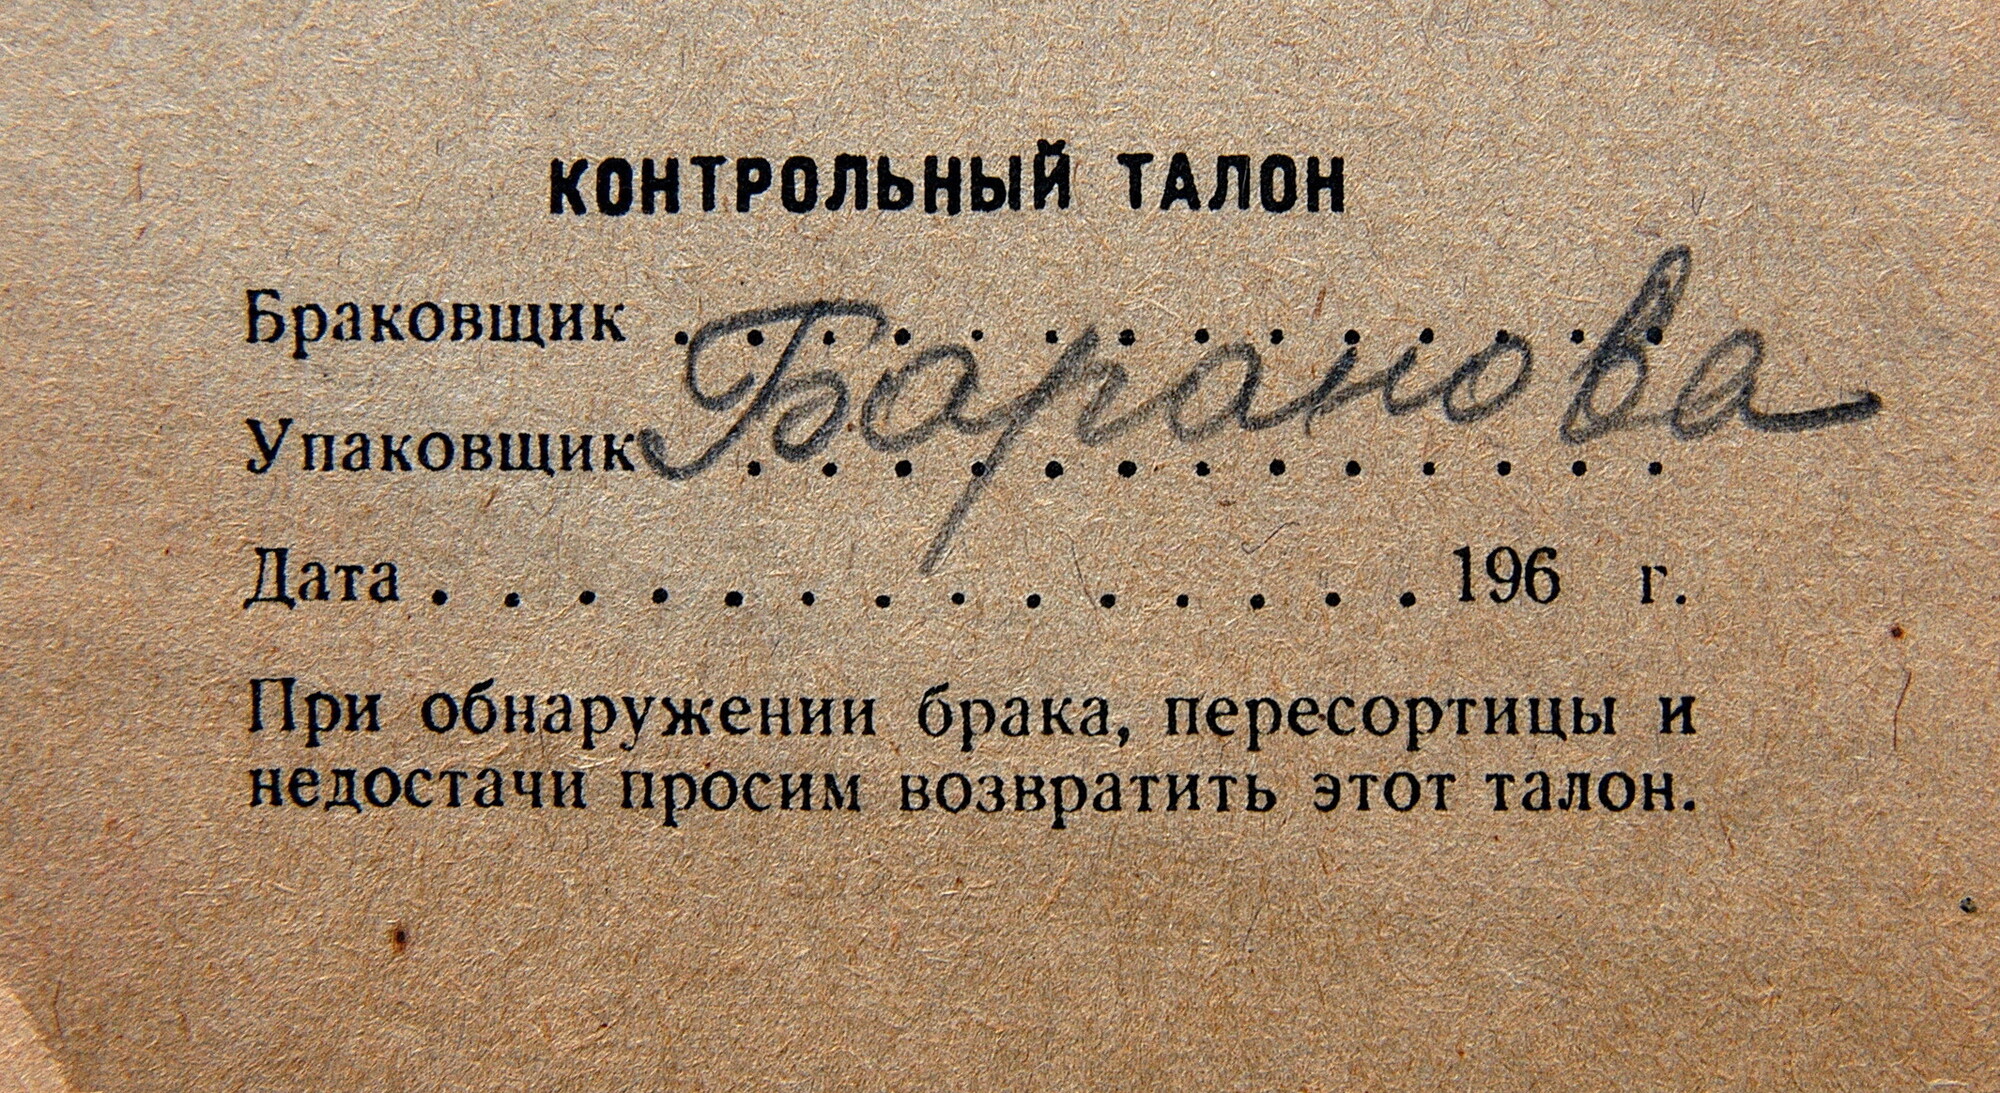 КОНТРОЛЬНЫЙ ТАЛОН
Браковщик . . . . . . . . . . . . . .
Баранова
Упаковщик . . . . . . . . . . . . .
Дата . . . . . . . . . . . . . . 196 г.
При обнаружении брака, пересортицы и
недостачи просим возвратить этот талон.